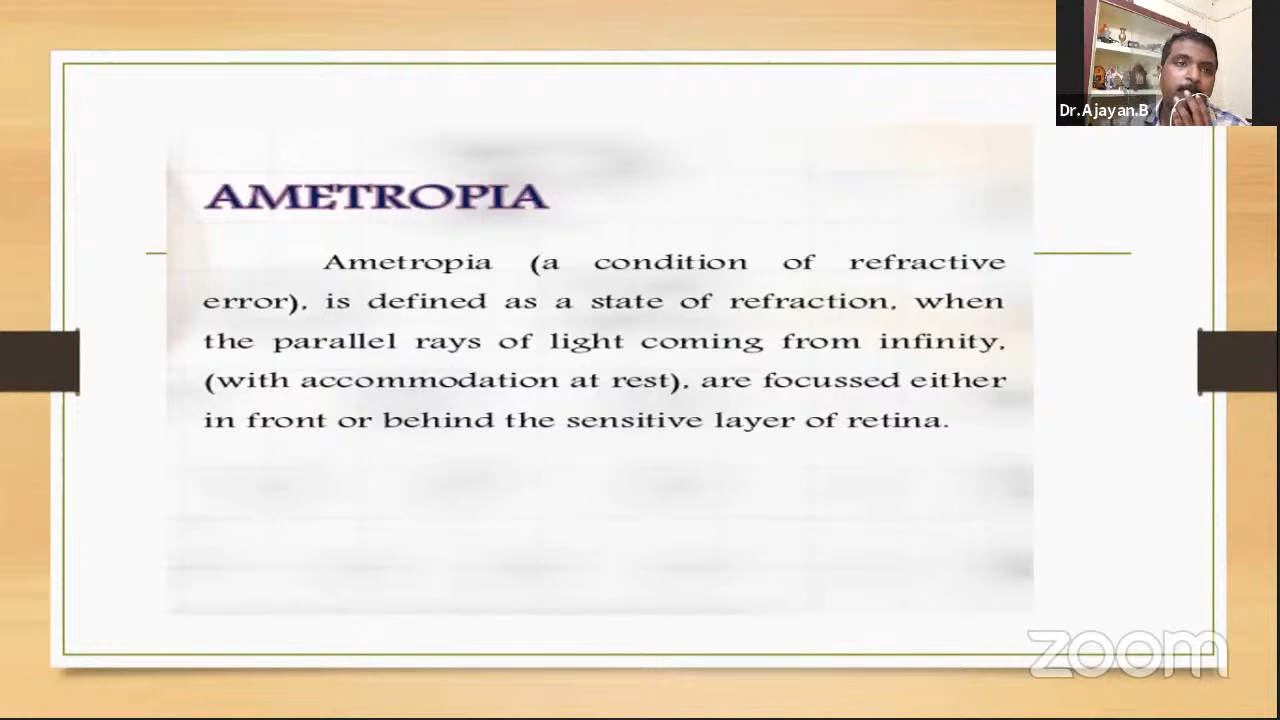 Dr.Ajayan.B
AMETROPIA
Ametropia (a condition of refractive
error), is defined as a state of refraction, when
the parallel rays of light coming from infinity,
(with accommodation at rest), are focussed either
in front or behind the sensitive layer of retina.
zoom